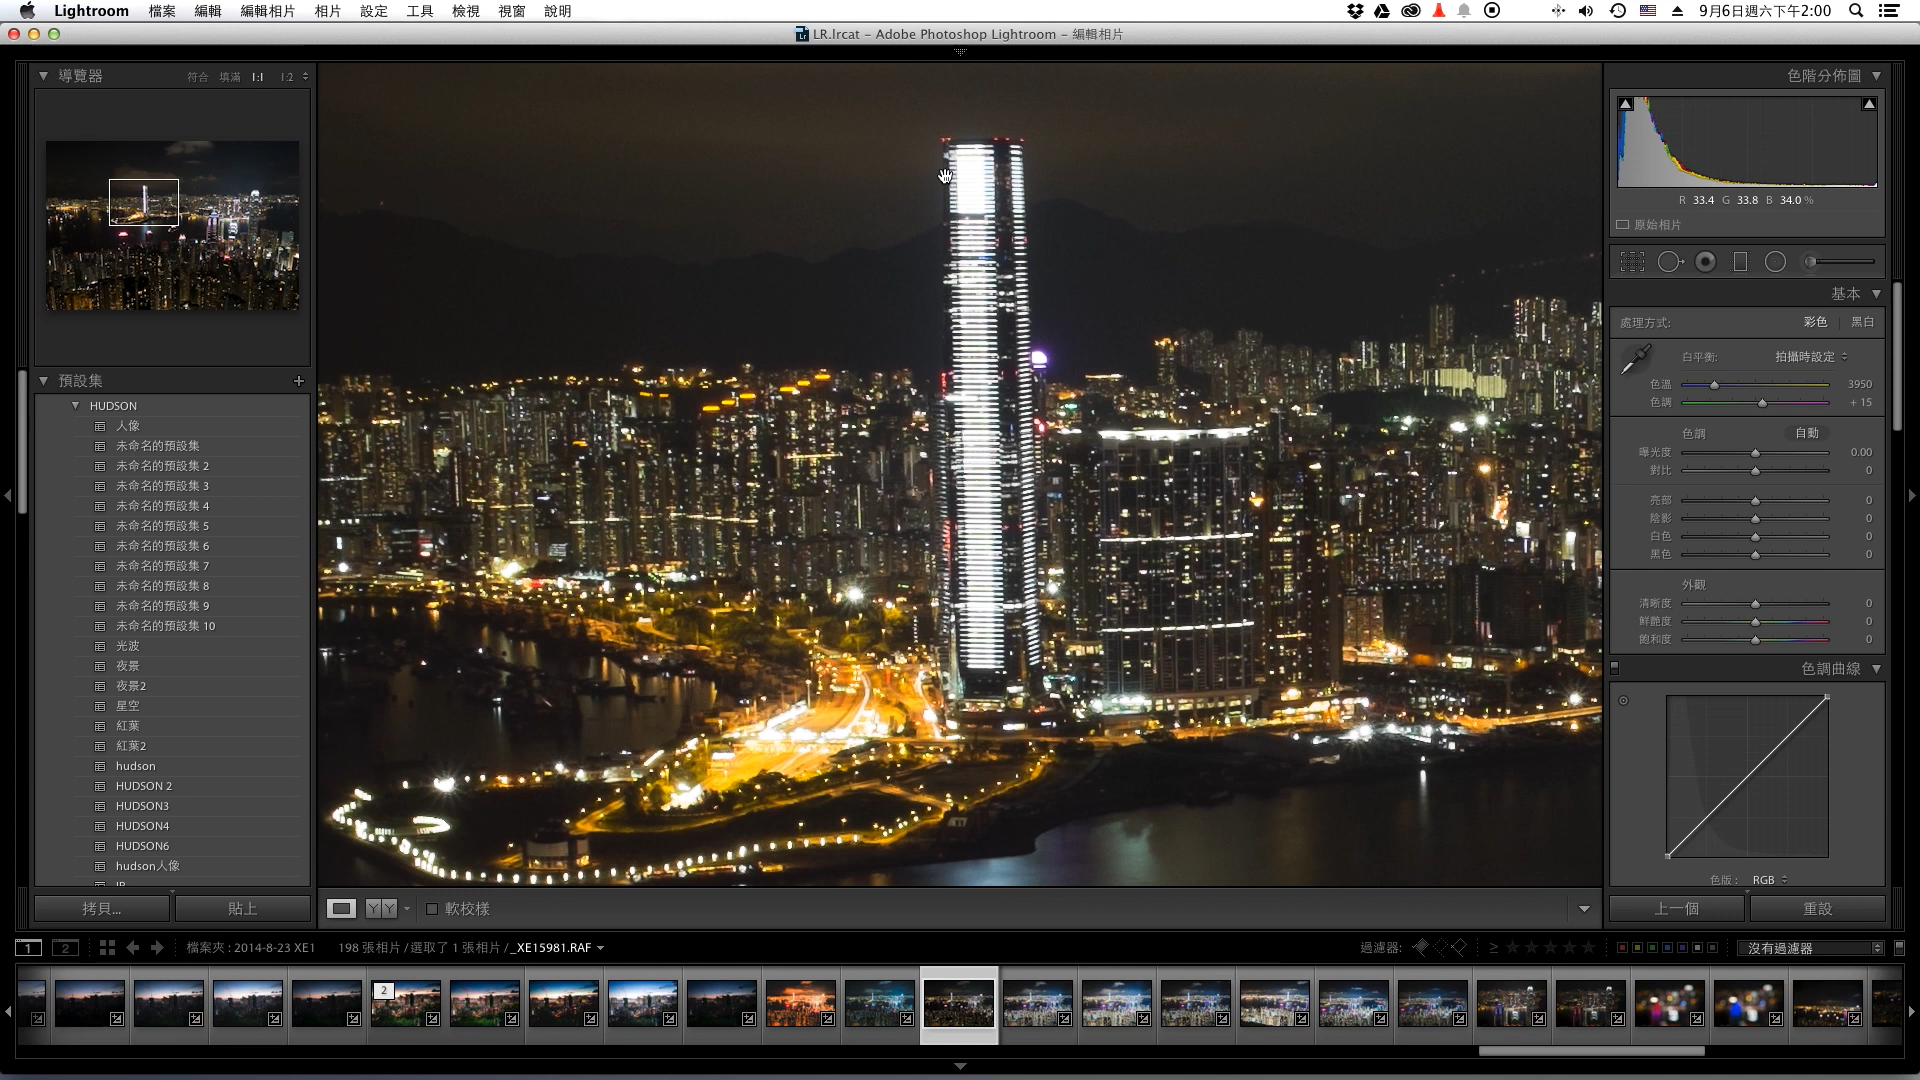 Lightroom 檔案 編輯 編輯相片 相片 設定 工具 檢視 視窗 說明 9月6日週六下午2:00
LR.lrcat – Adobe Photoshop Lightroom – 編輯相片
導覽器 符合 填滿 1:1 1:2
預設集 +
HUDSON
人像
未命名的預設集
未命名的預設集 2
未命名的預設集 3
未命名的預設集 4
未命名的預設集 5
未命名的預設集 6
未命名的預設集 7
未命名的預設集 8
未命名的預設集 9
未命名的預設集 10
光波
夜景
夜景2
星空
紅葉
紅葉2
hudson
HUDSON 2
HUDSON3
HUDSON4
HUDSON6
hudson人像
拷貝... 貼上
YY 軟校樣
色階分佈圖
R 33.4 G 33.8 B 34.0 %
原始相片
基本
處理方式: 彩色 黑白
白平衡: 拍攝時設定
色溫 3950
色調 + 15
色調 自動
曝光度 0.00
對比 0
亮部 0
陰影 0
白色 0
黑色 0
外觀
清晰度 0
鮮艷度 0
飽和度 0
色調曲線
色版: RGB
上一個 重設
1 2 檔案夾 : 2014-8-23 XE1 198 張相片 / 選取了 1 張相片 / _XE15981.RAF 過濾器: ≥ 沒有過濾器
2